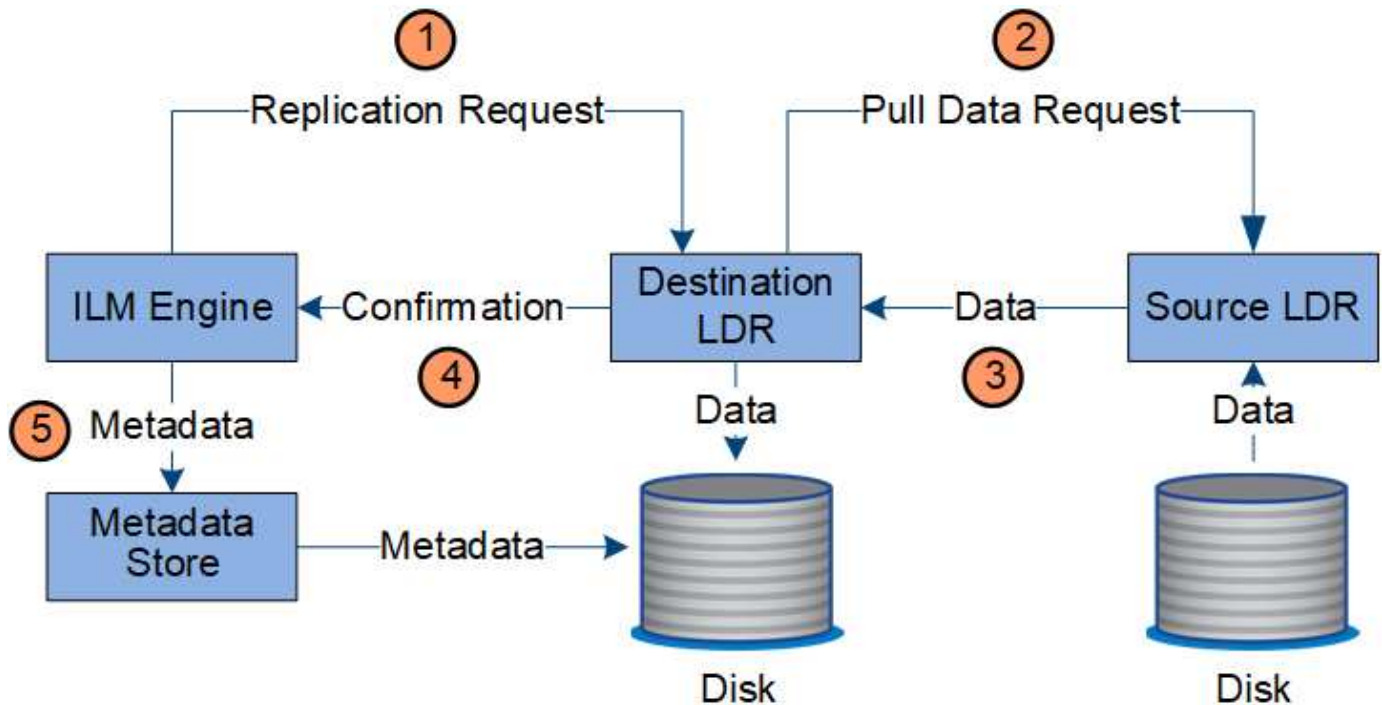 1
2
Replication Request
Pull Data Request
ILM Engine
Confirmation
Destination
LDR
Data
Source LDR
4
3
5
Metadata
Data
Data
Metadata
Store
Metadata
Disk
Disk